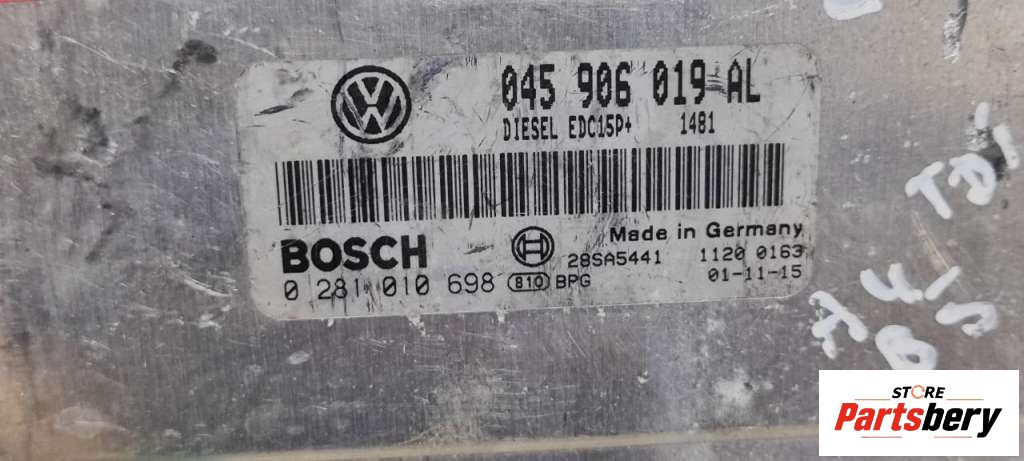 045 906 019 AL
DIESEL EDC15P+ 1481
BOSCH
Made in Germany
28SA5441 1120 0163
0 281 010 698 810 BPG 01-11-15
TDI
STORE
Partsbery